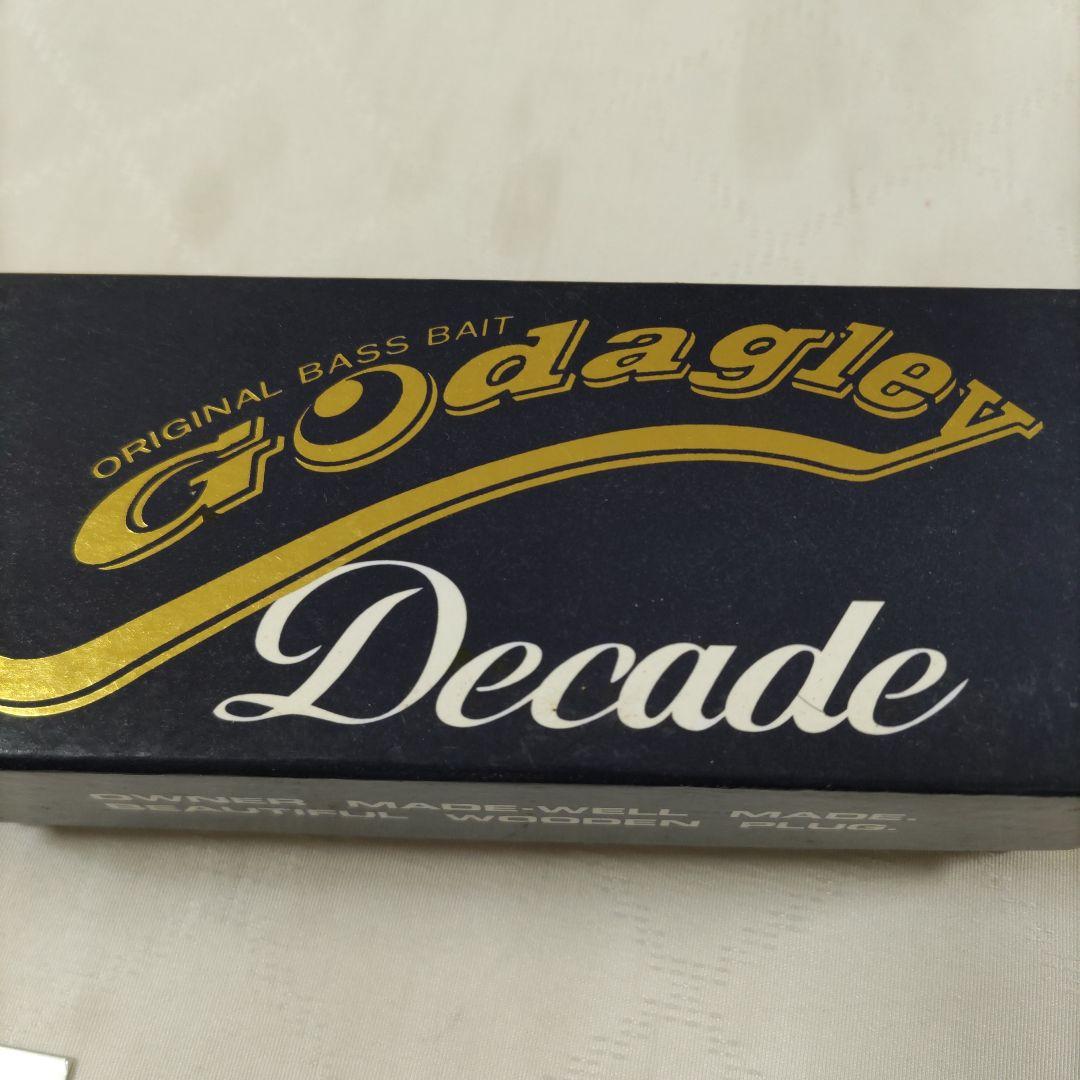 ORIGINAL BASS BAIT
Godagley
Decade
OWNER MADE-WELL MADE.
BEAUTIFUL WOODEN PLUG.